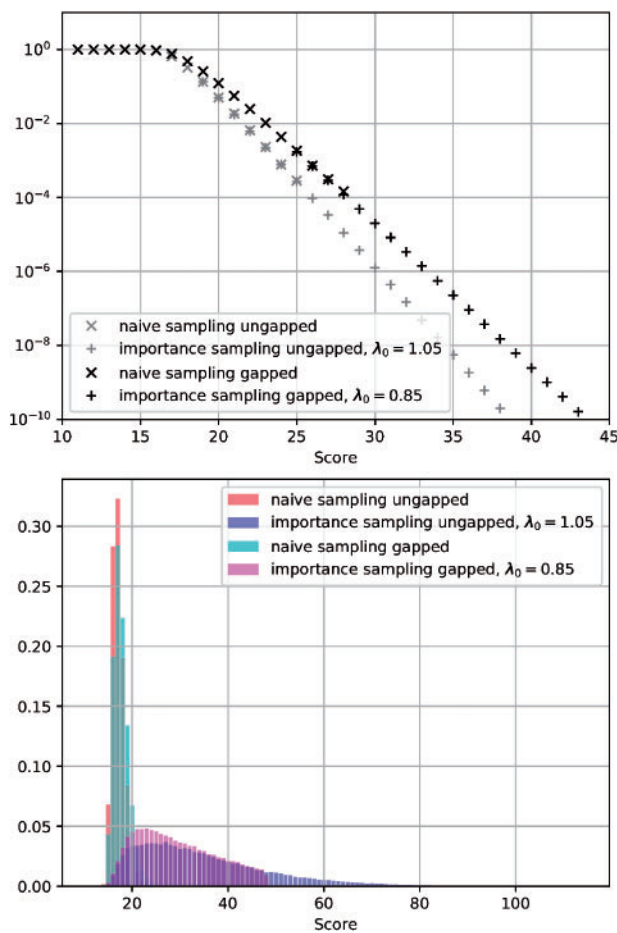 10⁰
10⁻²
10⁻⁴
10⁻⁶
10⁻⁸
10⁻¹⁰
naive sampling ungapped
importance sampling ungapped, λ₀ = 1.05
naive sampling gapped
importance sampling gapped, λ₀ = 0.85
10 15 20 25 30 35 40 45
Score
0.30
0.25
0.20
0.15
0.10
0.05
0.00
naive sampling ungapped
importance sampling ungapped, λ₀ = 1.05
naive sampling gapped
importance sampling gapped, λ₀ = 0.85
20 40 60 80 100
Score